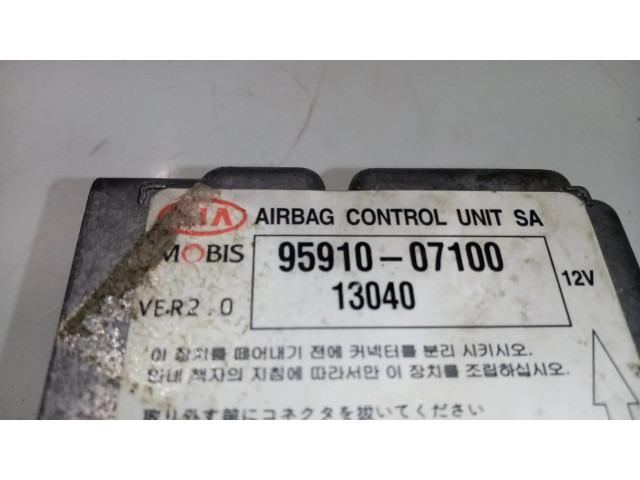 KIA AIRBAG CONTROL UNIT SA
MOBIS 95910-07100
13040 12V
VER2.0
이 장치를 떼어내기 전에 커넥터를 분리 시키시오.
안내 책자의 지침에 따라서만 이 장치를 조립하십시오.
取り外す前にコネクタを抜いてください